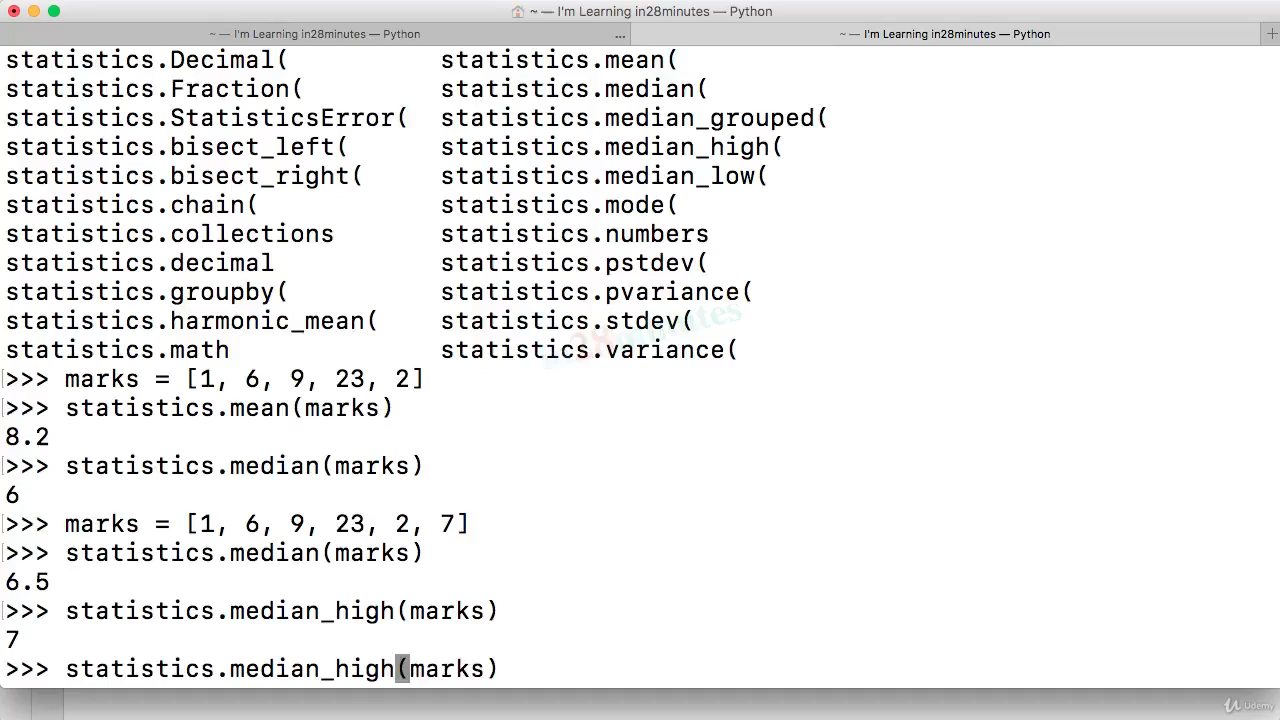 ~ — I'm Learning in28minutes — Python
~ — I'm Learning in28minutes — Python ... ~ — I'm Learning in28minutes — Python +
statistics.Decimal( statistics.mean(
statistics.Fraction( statistics.median(
statistics.StatisticsError( statistics.median_grouped(
statistics.bisect_left( statistics.median_high(
statistics.bisect_right( statistics.median_low(
statistics.chain( statistics.mode(
statistics.collections statistics.numbers
statistics.decimal statistics.pstdev(
statistics.groupby( statistics.pvariance(
statistics.harmonic_mean( statistics.stdev(
statistics.math statistics.variance(
in28minutes
[>>> marks = [1, 6, 9, 23, 2]
[>>> statistics.mean(marks)
8.2
[>>> statistics.median(marks)
6
[>>> marks = [1, 6, 9, 23, 2, 7]
[>>> statistics.median(marks)
6.5
[>>> statistics.median_high(marks)
7
>>> statistics.median_high(marks)
Udemy